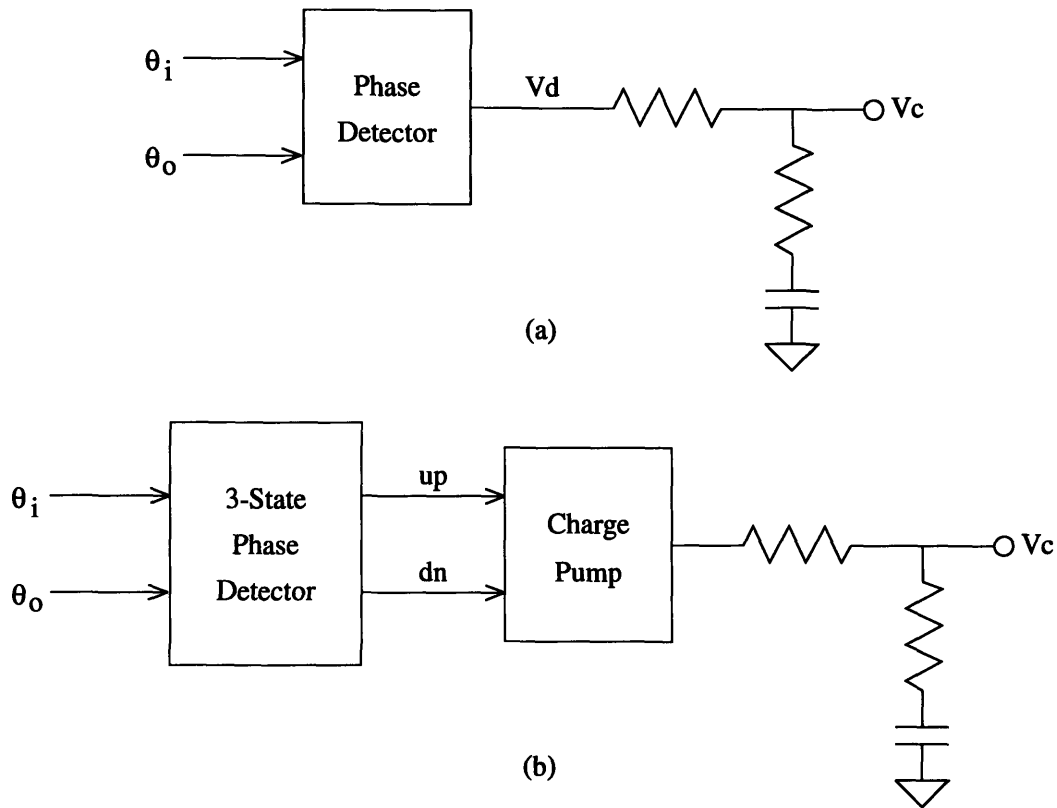 θi
Phase
Detector
Vd
Vc
θo
(a)
θi
3-State
Phase
Detector
up
Charge
Pump
Vc
dn
θo
(b)